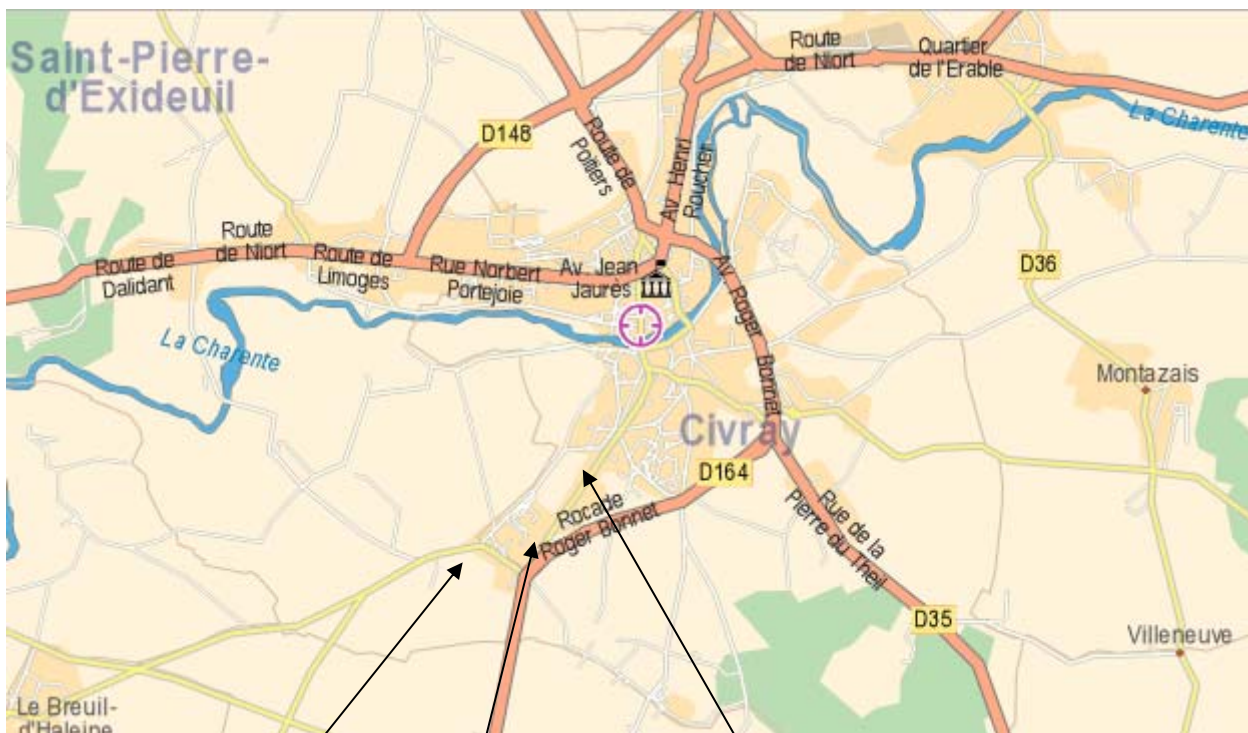 Saint-Pierre-
d'Exideuil
D148
Route de
Poitiers
Av. Henri
Roucher
Route
de Niort
Quartier
de l'Erable
La Charente
Route de
Dalidant
Route
de Niort
Route de
Limoges
Rue Norbert
Portejoie
Av. Jean
Jaurès
Av. Roger Bonnet
D36
La Charente
Montazais
Civray
D164
Rocade
Roger Bonnet
Rue de la
Pierre du Theil
D35
Villeneuve
Le Breuil-
d'Haleine